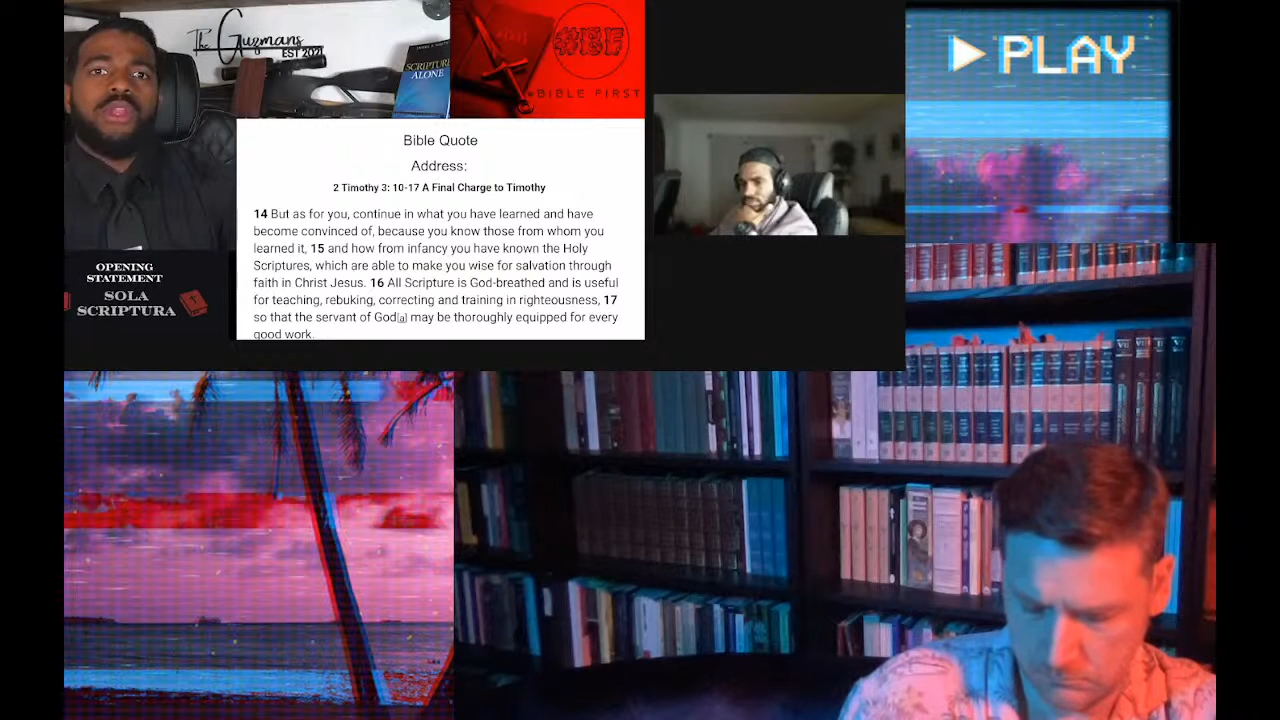 The Guzmans
EST 2021
SCRIPTURE
ALONE
#BF
#BIBLE FIRST
PLAY
Bible Quote
Address:
2 Timothy 3: 10-17 A Final Charge to Timothy
14 But as for you, continue in what you have learned and have
become convinced of, because you know those from whom you
learned it, 15 and how from infancy you have known the Holy
Scriptures, which are able to make you wise for salvation through
faith in Christ Jesus. 16 All Scripture is God-breathed and is useful
for teaching, rebuking, correcting and training in righteousness, 17
so that the servant of God[a] may be thoroughly equipped for every
good work.
OPENING
STATEMENT
SOLA
SCRIPTURA